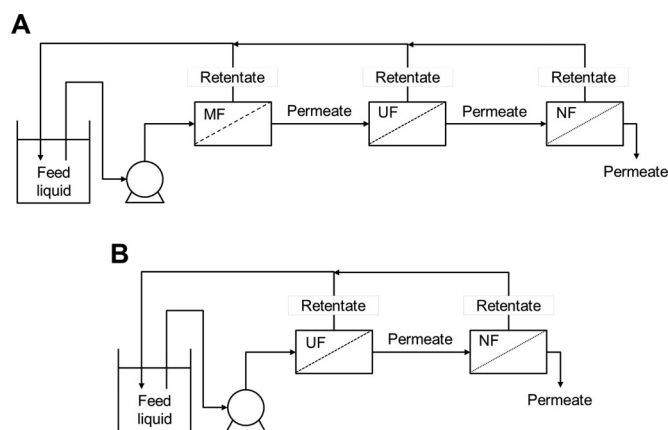 A
Retentate
Retentate
Retentate
MF
Permeate
UF
Permeate
NF
Feed
liquid
Permeate
B
Retentate
Retentate
UF
Permeate
NF
Feed
liquid
Permeate